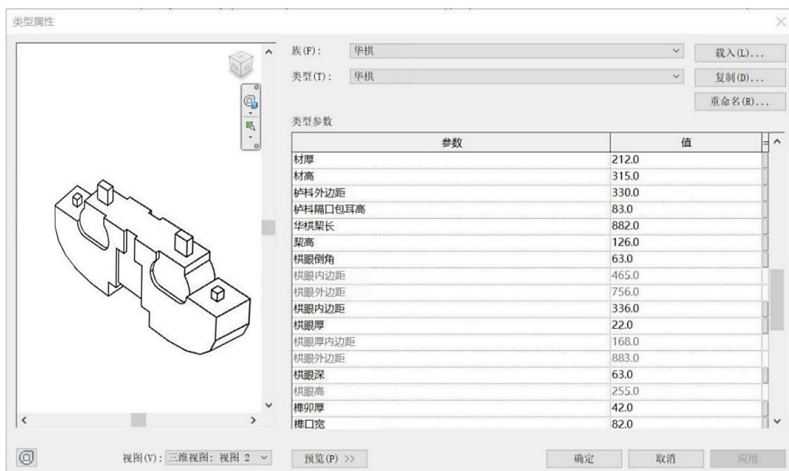 类型属性
族(F): 华栱 载入(L)...
类型(T): 华栱 复制(D)...
重命名(R)...
类型参数
参数 值 =
材厚 212.0
材高 315.0
栌枓外边距 330.0
栌枓隔口包耳高 83.0
华栱栔长 882.0
栔高 126.0
栱眼倒角 63.0
栱眼内边距 465.0
栱眼外边距 756.0
栱眼内边距 336.0
栱眼厚 22.0
栱眼厚内边距 168.0
栱眼外边距 883.0
栱眼深 63.0
栱眼高 255.0
榫卯厚 42.0
榫口宽 82.0
视图(V): 三维视图: 视图 2 预览(P) >> 确定 取消 应用